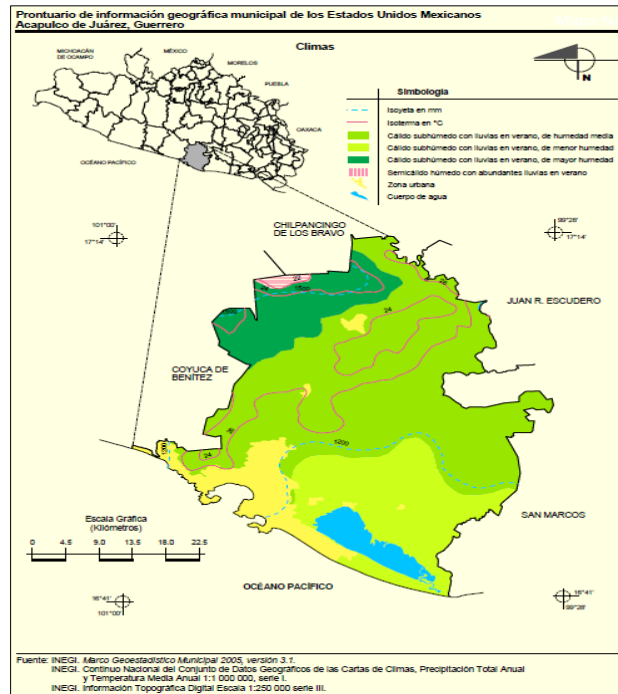 Prontuario de información geográfica municipal de los Estados Unidos Mexicanos
Acapulco de Juárez, Guerrero
Climas
MICHOACÁN
DE OCAMPO
MÉXICO
MORELOS
PUEBLA
OAXACA
OCÉANO PACÍFICO
N
Simbología
Isoyeta en mm
Isoterma en °C
Cálido subhúmedo con lluvias en verano, de humedad media
Cálido subhúmedo con lluvias en verano, de menor humedad
Cálido subhúmedo con lluvias en verano, de mayor humedad
Semicálido húmedo con abundantes lluvias en verano
Zona urbana
Cuerpo de agua
101°00'
17°14'
99°28'
17°14'
CHILPANCINGO
DE LOS BRAVO
22
1500
26
24
JUAN R. ESCUDERO
COYUCA DE
BENÍTEZ
24
1200
1200
SAN MARCOS
Escala Gráfica
(Kilómetros)
0 4.5 9.0 13.5 18.0 22.5
OCÉANO PACÍFICO
16°41'
101°00'
16°41'
99°28'
Fuente: INEGI. Marco Geoestadístico Municipal 2005, versión 3.1.
INEGI. Continuo Nacional del Conjunto de Datos Geográficos de las Cartas de Climas, Precipitación Total Anual
y Temperatura Media Anual 1:1 000 000, serie I.
INEGI. Información Topográfica Digital Escala 1:250 000 serie III.